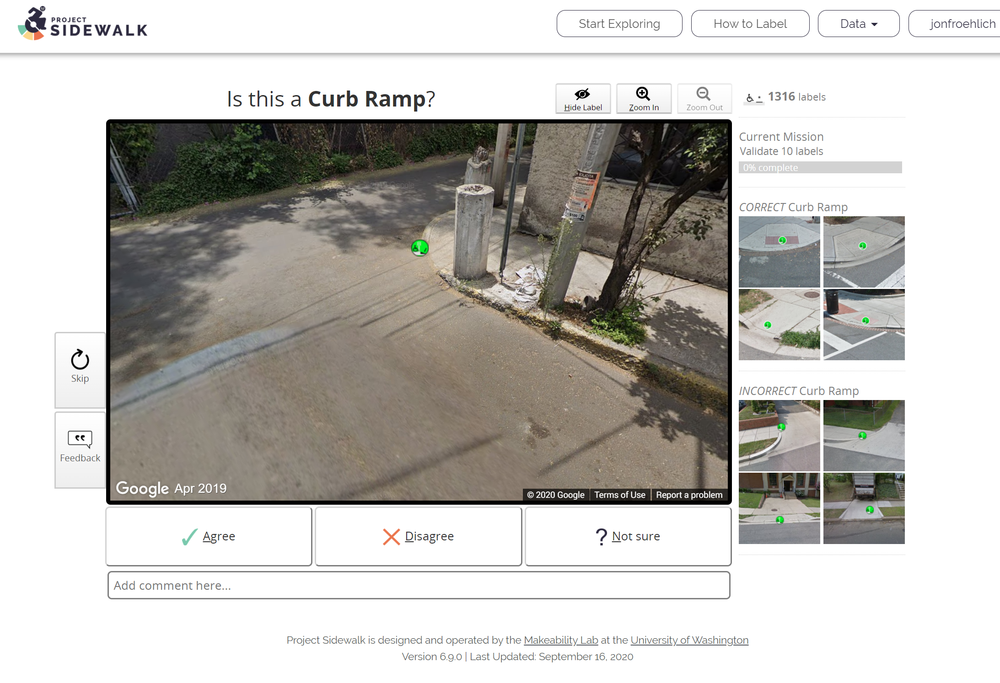 PROJECT
SIDEWALK
Start Exploring
How to Label
Data
jonfroehlich
Is this a Curb Ramp?
Hide Label
Zoom In
Zoom Out
1316 labels
Current Mission
Validate 10 labels
0% complete
CORRECT Curb Ramp
INCORRECT Curb Ramp
SOLICITA
$100
Skip
Feedback
Google Apr 2019
© 2020 Google
Terms of Use
Report a problem
Agree
Disagree
Not sure
Add comment here...
Project Sidewalk is designed and operated by the Makeability Lab at the University of Washington
Version 6.9.0 | Last Updated: September 16, 2020